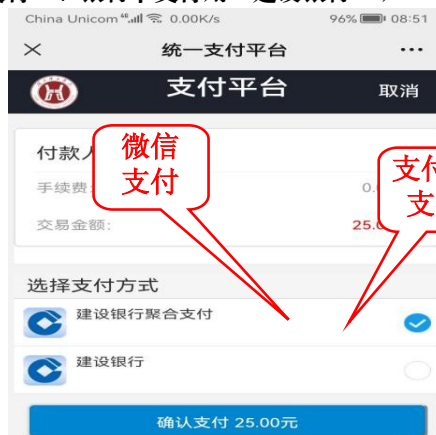 China Unicom 0.00K/s 96% 08:51
统一支付平台
支付平台 取消
付款人
微信
支付
支付
支
手续费:
0.
交易金额:
25.
选择支付方式
建设银行聚合支付
建设银行
确认支付 25.00元